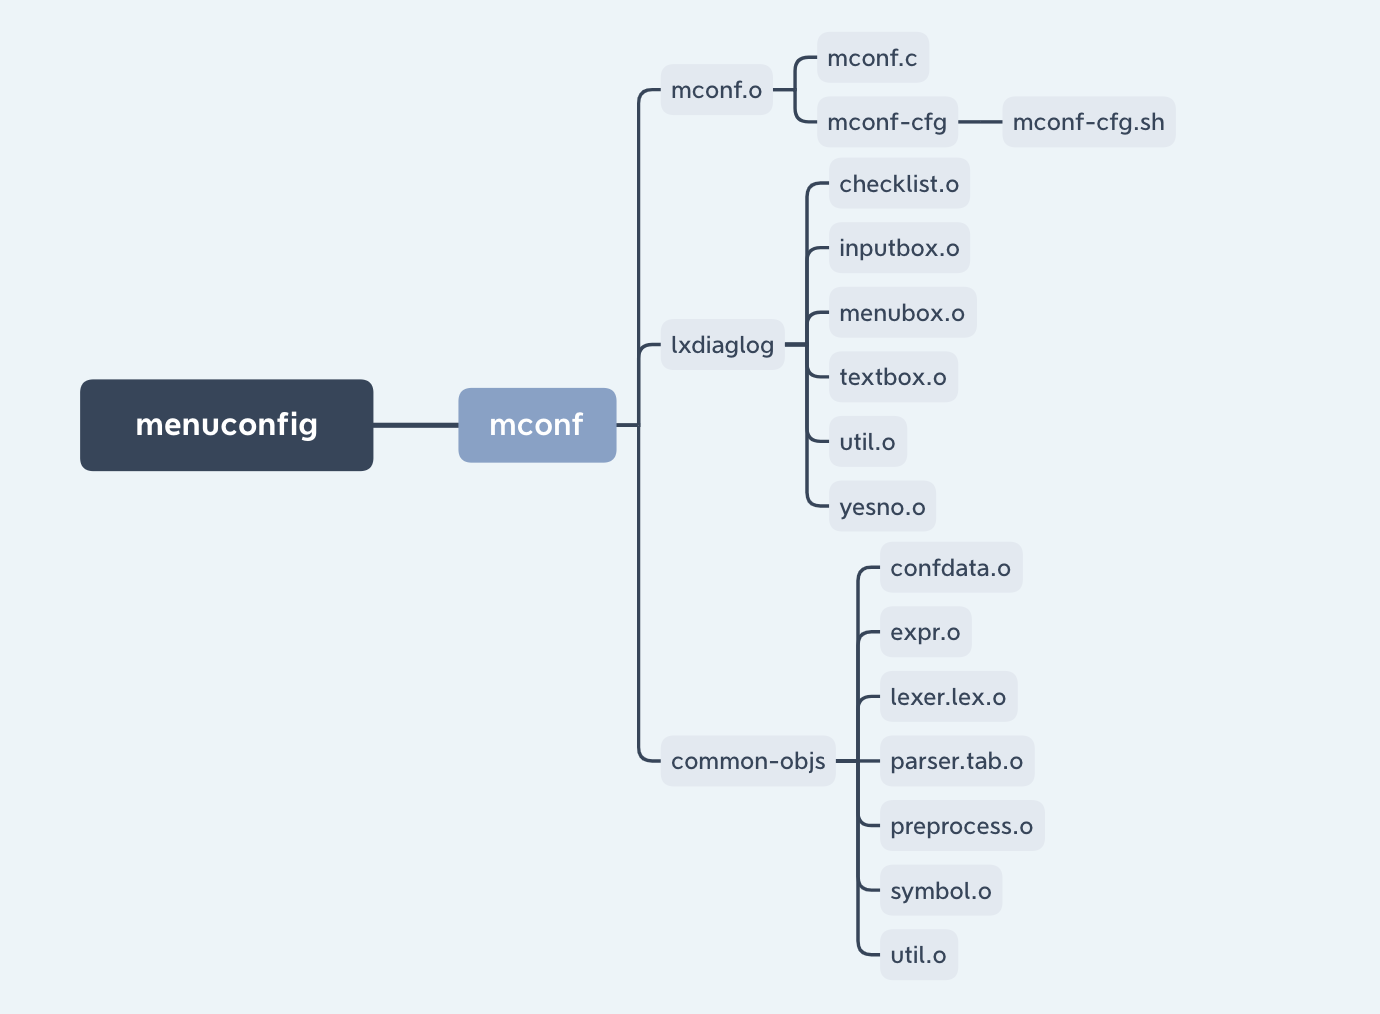 menuconfig
mconf
mconf.o
mconf.c
mconf-cfg
mconf-cfg.sh
lxdiaglog
checklist.o
inputbox.o
menubox.o
textbox.o
util.o
yesno.o
common-objs
confdata.o
expr.o
lexer.lex.o
parser.tab.o
preprocess.o
symbol.o
util.o